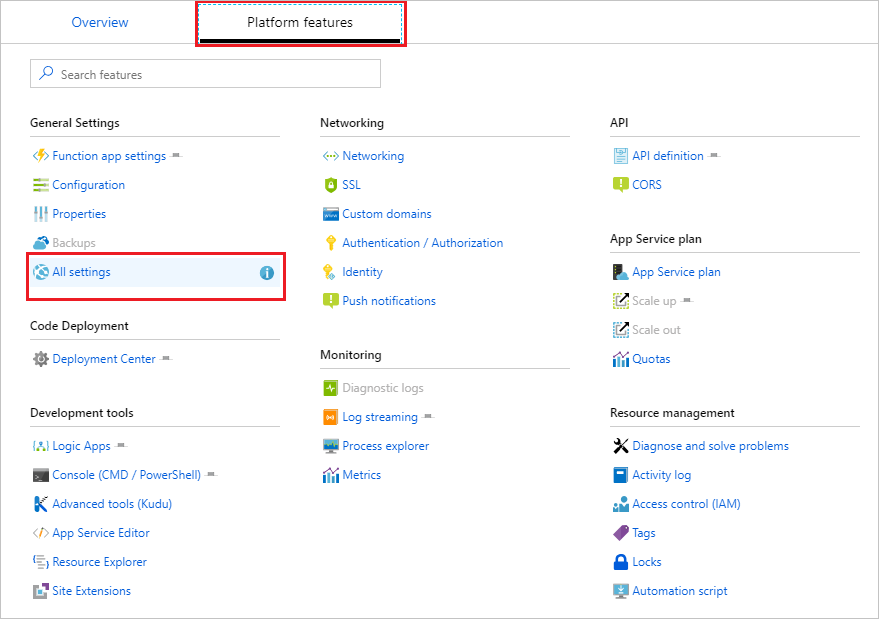 Overview
Platform features
Search features
General Settings
Function app settings
Configuration
Properties
Backups
All settings
Code Deployment
Deployment Center
Development tools
Logic Apps
Console (CMD / PowerShell)
Advanced tools (Kudu)
App Service Editor
Resource Explorer
Site Extensions
Networking
Networking
SSL
Custom domains
Authentication / Authorization
Identity
Push notifications
Monitoring
Diagnostic logs
Log streaming
Process explorer
Metrics
API
API definition
CORS
App Service plan
App Service plan
Scale up
Scale out
Quotas
Resource management
Diagnose and solve problems
Activity log
Access control (IAM)
Tags
Locks
Automation script